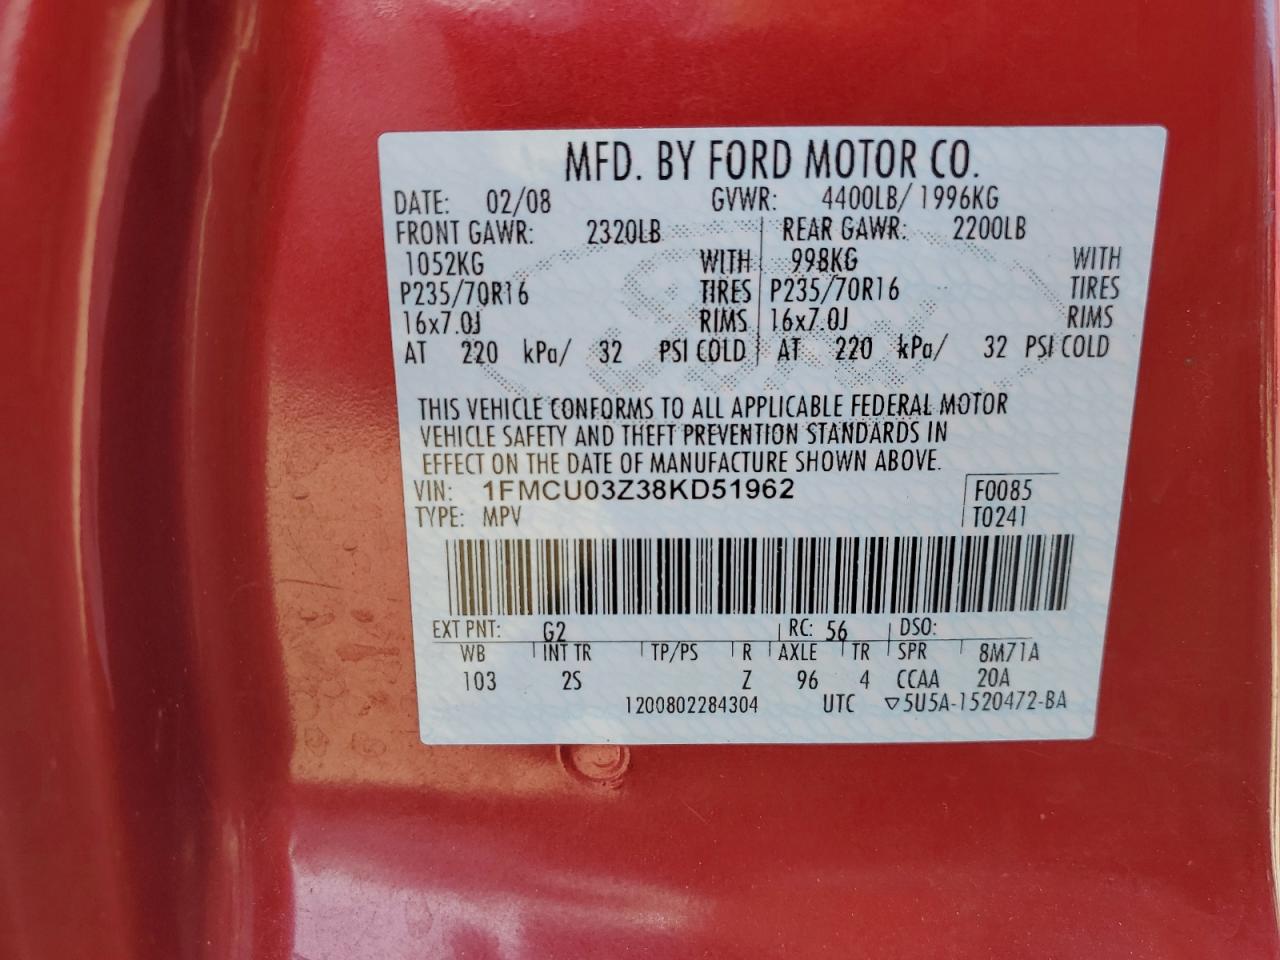 MFD. BY FORD MOTOR CO.
DATE: 02/08 GVWR: 4400LB/ 1996KG
FRONT GAWR: 2320LB REAR GAWR: 2200LB
1052KG WITH 998KG WITH
P235/70R16 TIRES P235/70R16 TIRES
16x7.0J RIMS 16x7.0J RIMS
AT 220 kPa/ 32 PSI COLD AT 220 kPa/ 32 PSI COLD
THIS VEHICLE CONFORMS TO ALL APPLICABLE FEDERAL MOTOR
VEHICLE SAFETY AND THEFT PREVENTION STANDARDS IN
EFFECT ON THE DATE OF MANUFACTURE SHOWN ABOVE.
VIN: 1FMCU03Z38KD51962 F0085
TYPE: MPV T0241
EXT PNT: G2 RC: 56 DSO:
WB INT TR TP/PS R AXLE TR SPR 8M71A
103 2S Z 96 4 CCAA 20A
1200802284304 UTC ▽5U5A-1520472-BA